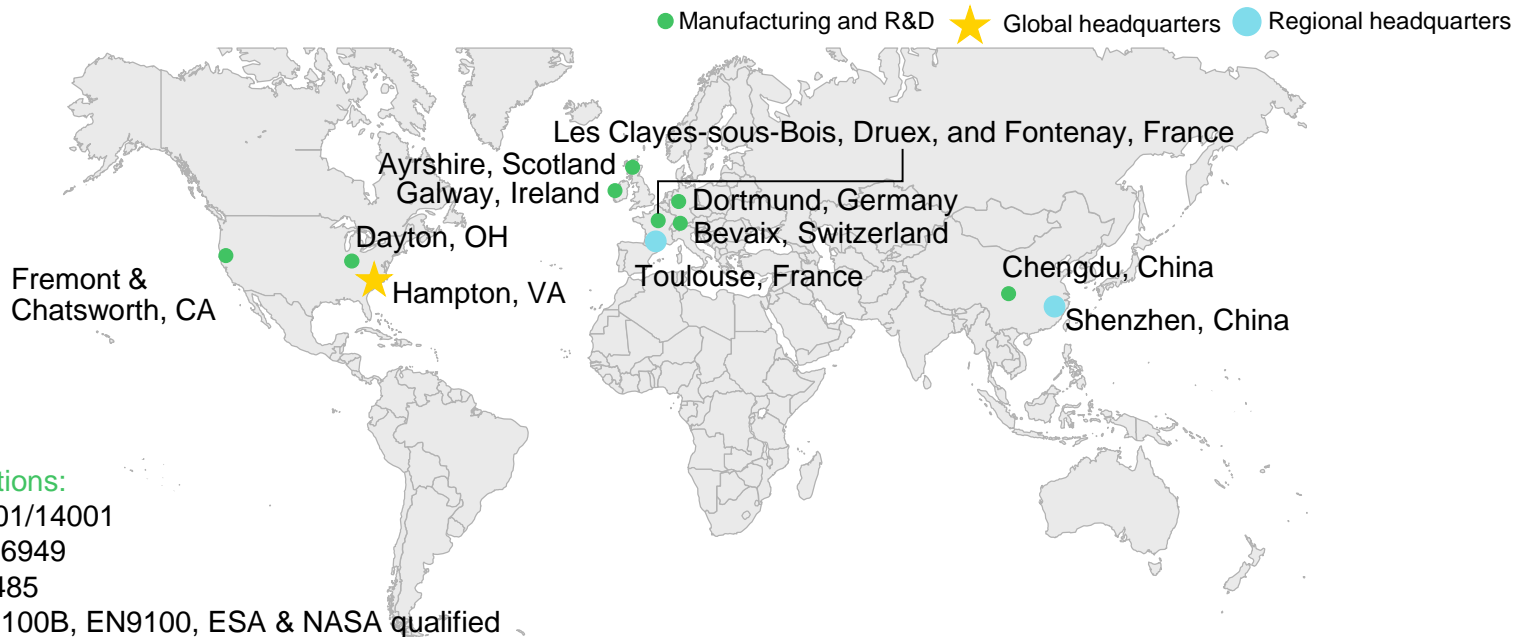 Manufacturing and R&D
Global headquarters
Regional headquarters
Les Clayes-sous-Bois, Druex, and Fontenay, France
Ayrshire, Scotland
Galway, Ireland
Dortmund, Germany
Bevaix, Switzerland
Dayton, OH
Toulouse, France
Chengdu, China
Fremont &
Chatsworth, CA
Hampton, VA
Shenzhen, China
tions:
01/14001
6949
485
100B, EN9100, ESA & NASA qualified